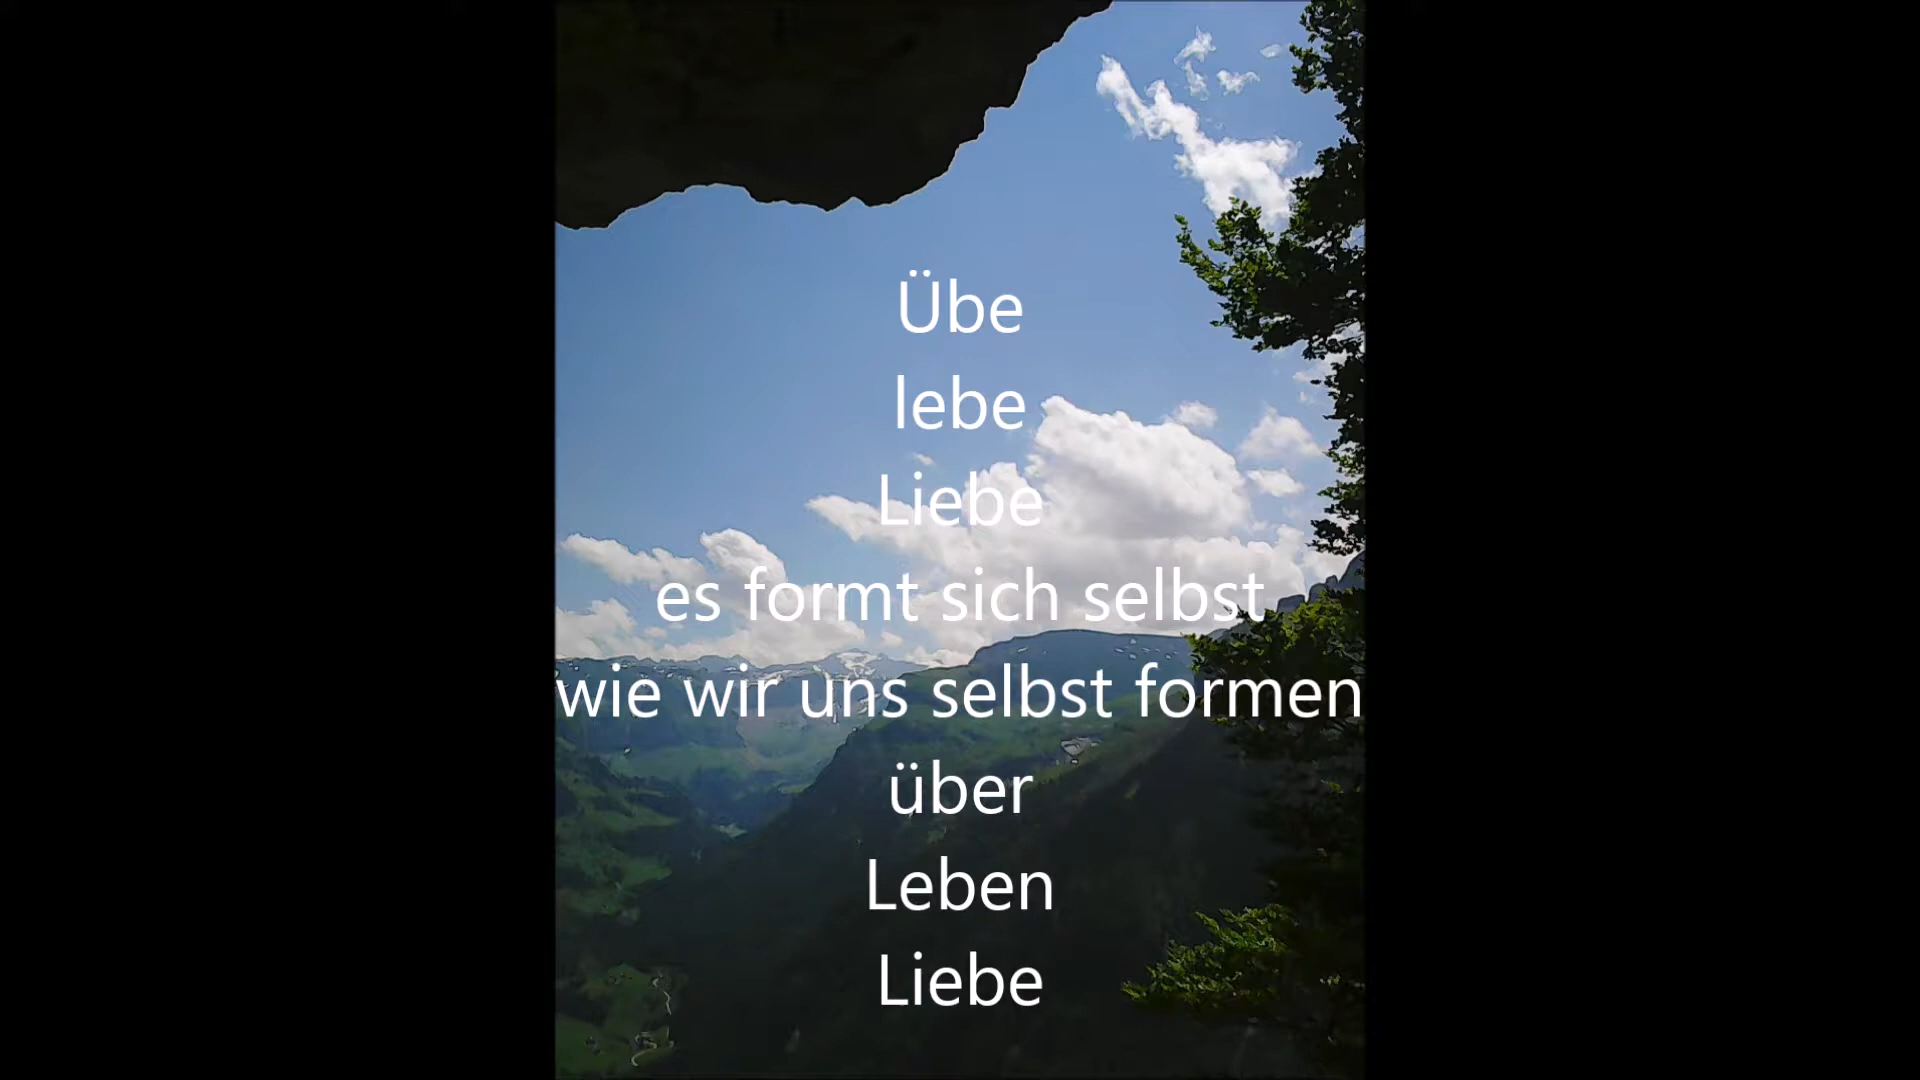 Übe
lebe
Liebe
es formt sich selbst
wie wir uns selbst formen
über
Leben
Liebe